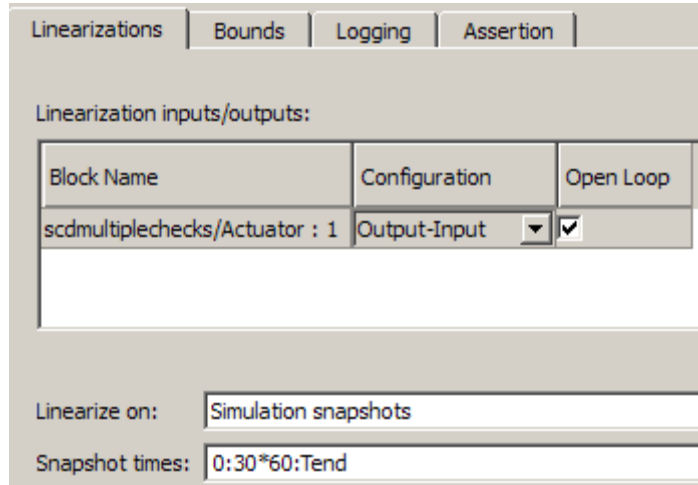 Linearizations Bounds Logging Assertion
Linearization inputs/outputs:
Block Name Configuration Open Loop
scdmultiplechecks/Actuator : 1 Output-Input
Linearize on: Simulation snapshots
Snapshot times: 0:30*60:Tend